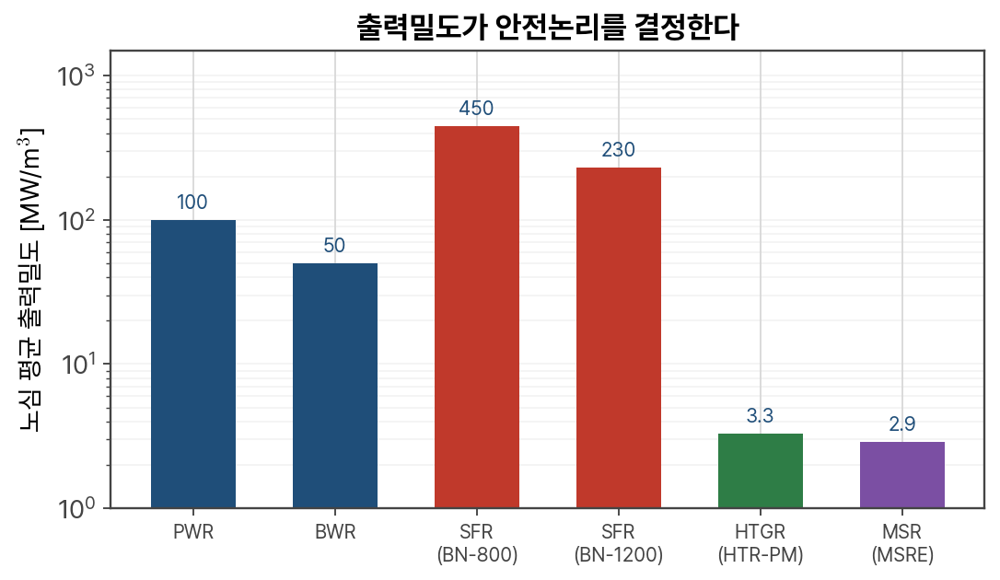 출력밀도가 안전논리를 결정한다
노심 평균 출력밀도 [MW/m³]
10³
10²
10¹
10⁰
100
50
450
230
3.3
2.9
PWR
BWR
SFR
(BN-800)
SFR
(BN-1200)
HTGR
(HTR-PM)
MSR
(MSRE)